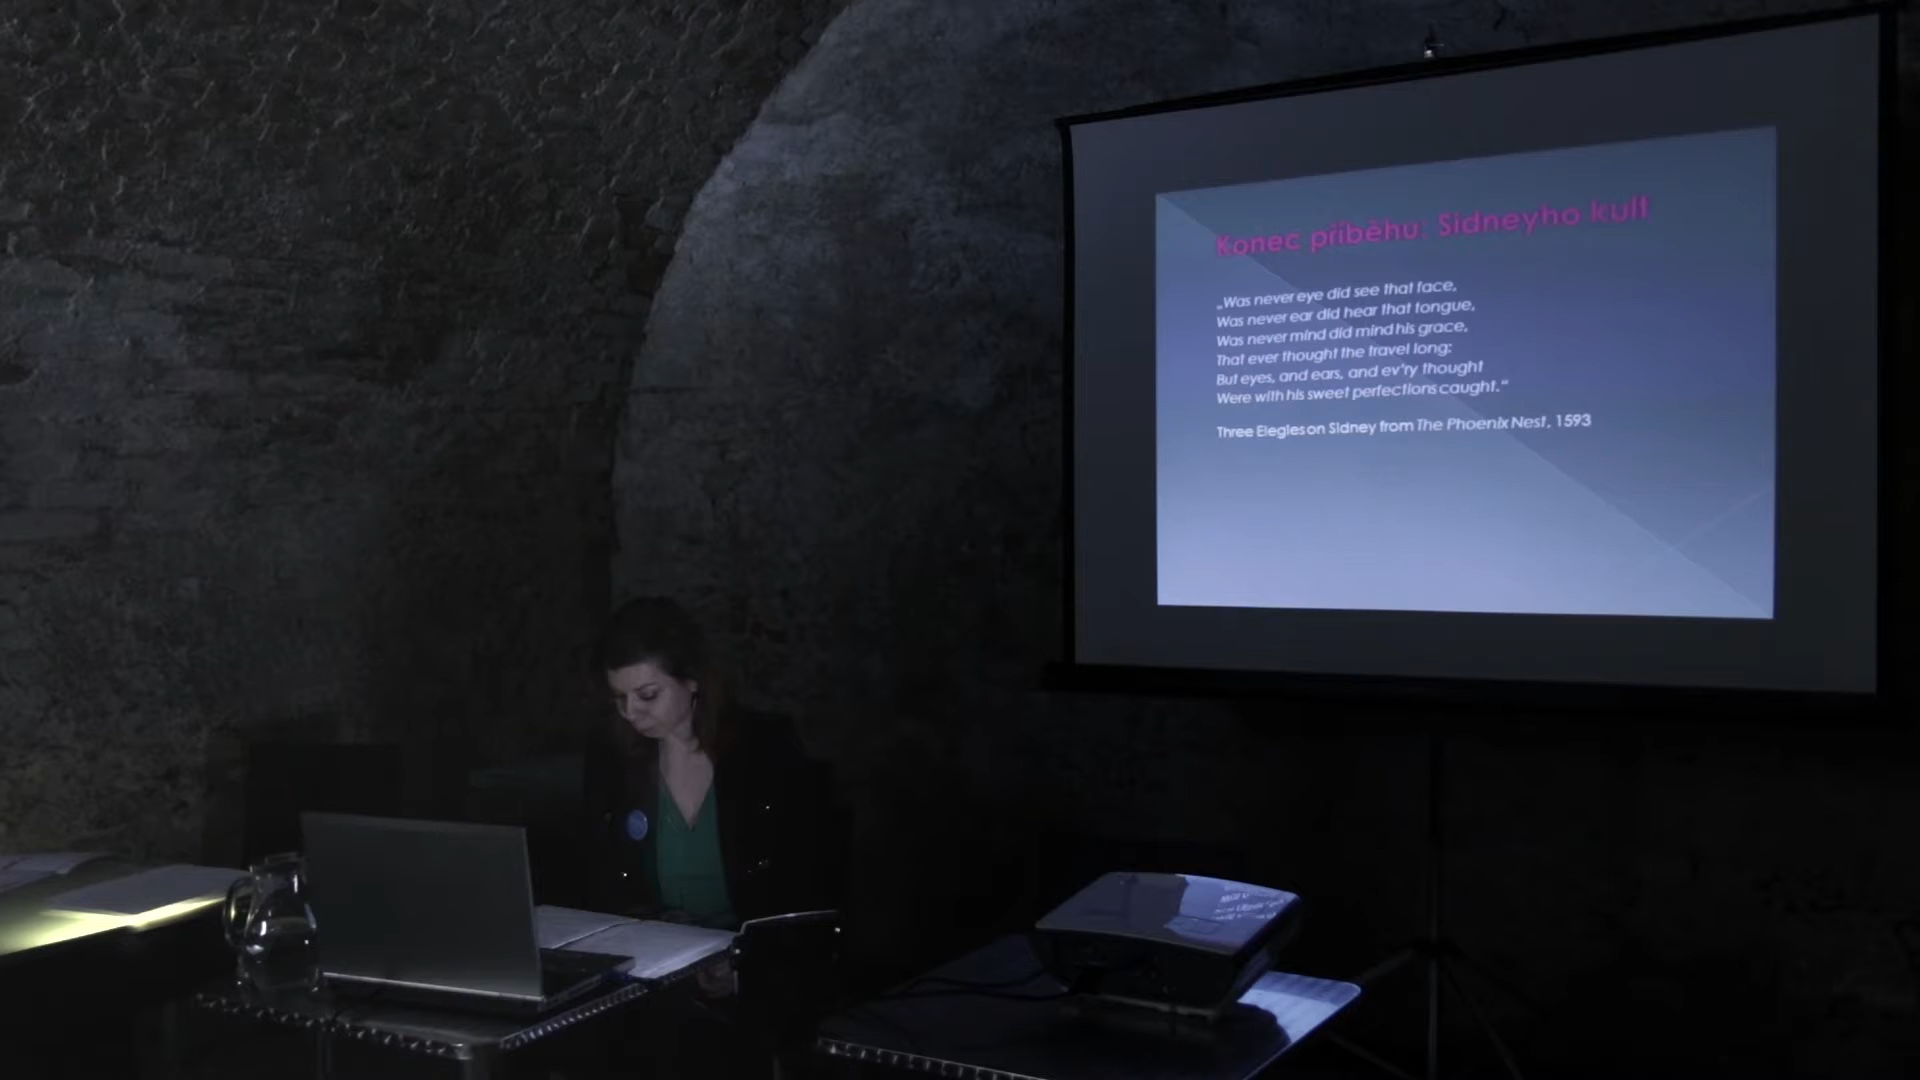 Konec příběhu: Sidneyho kult
„Was never eye did see that face,
Was never ear did hear that tongue,
Was never mind did mind his grace,
That ever thought the travel long:
But eyes, and ears, and ev'ry thought
Were with his sweet perfections caught.“
Three Elegies on Sidney from The Phoenix Nest, 1593